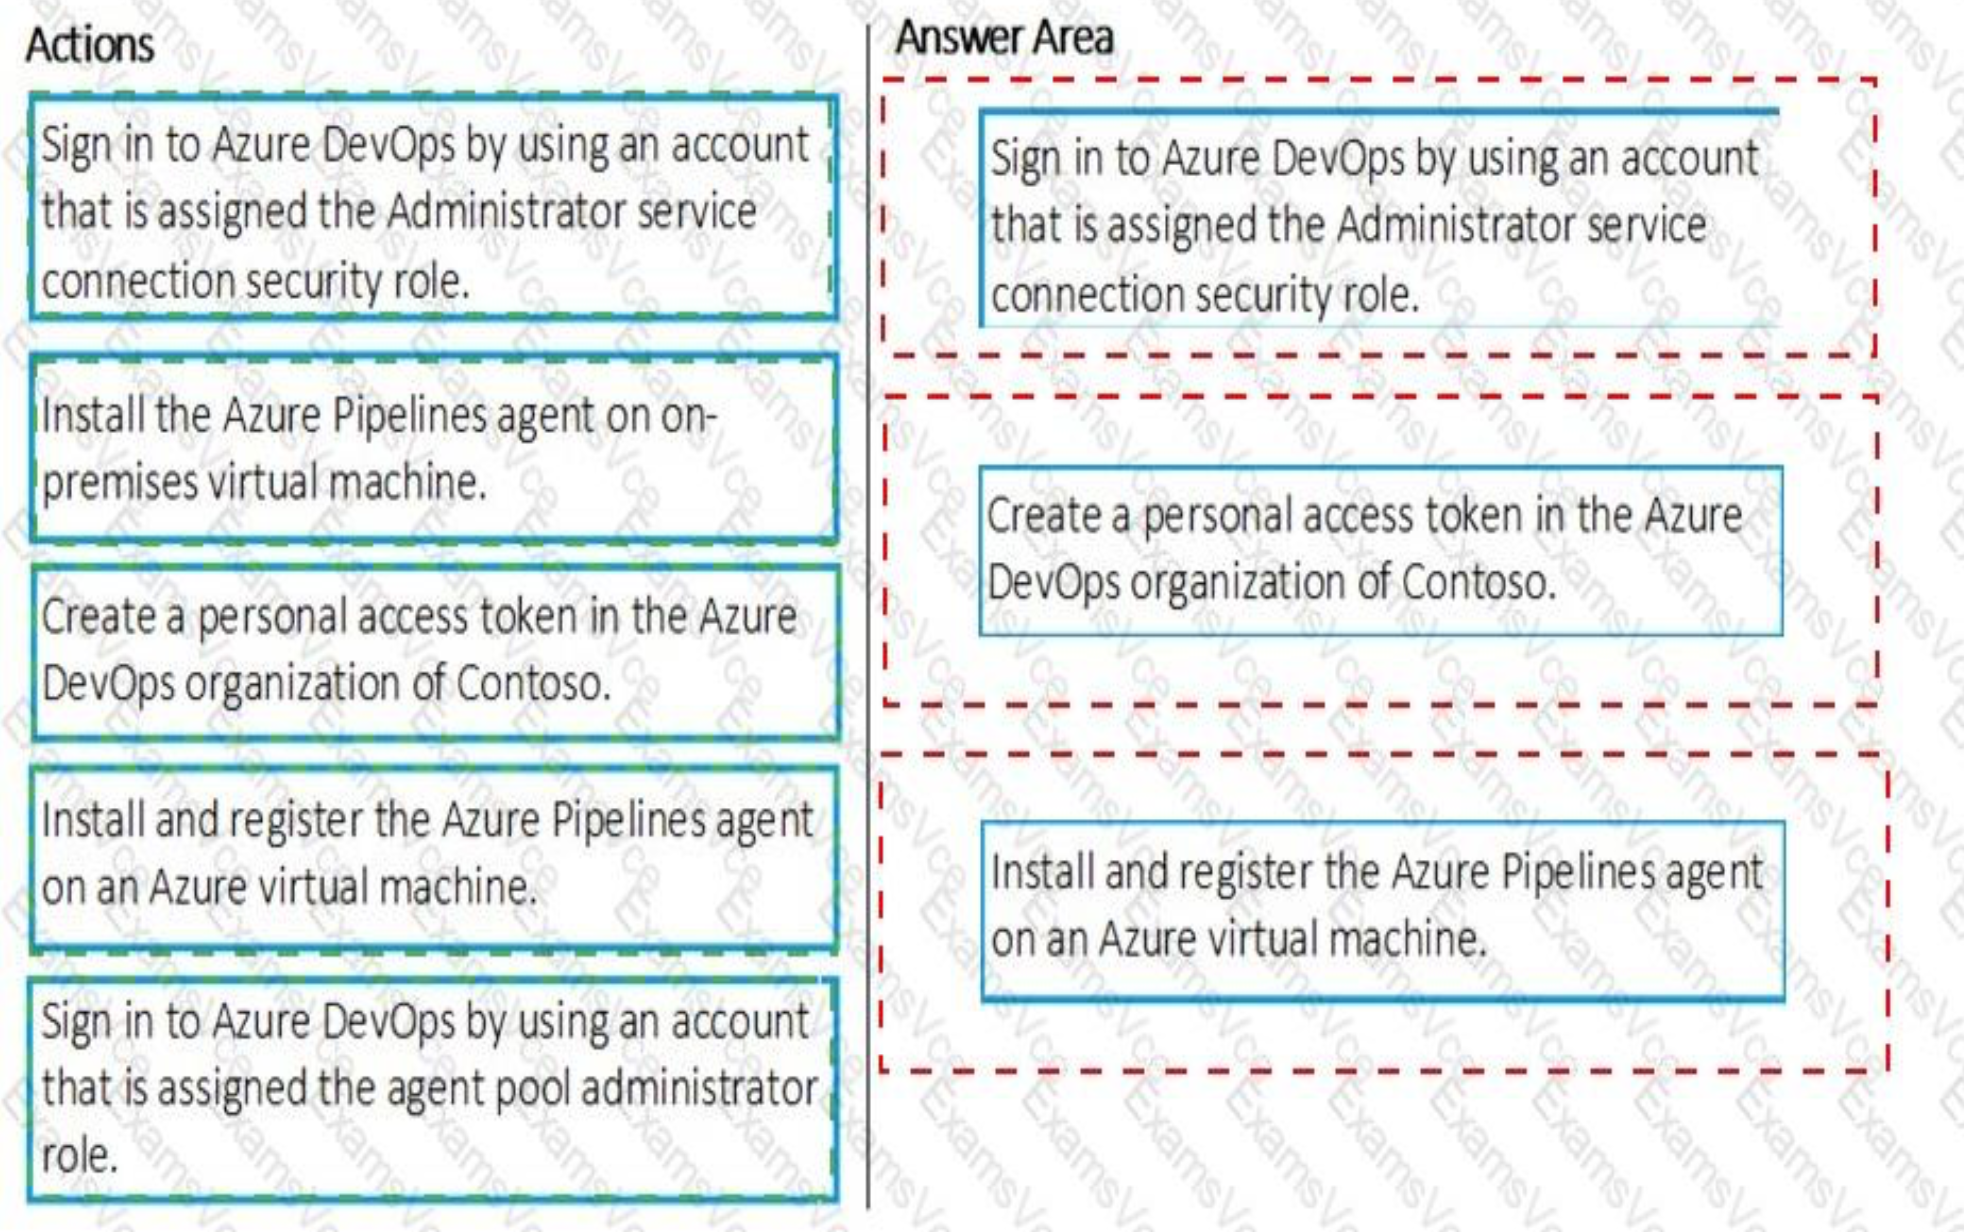 Actions
Sign in to Azure DevOps by using an account
that is assigned the Administrator service
connection security role.
Install the Azure Pipelines agent on on-
premises virtual machine.
Create a personal access token in the Azure
DevOps organization of Contoso.
Install and register the Azure Pipelines agent
on an Azure virtual machine.
Sign in to Azure DevOps by using an account
that is assigned the agent pool administrator
role.
Answer Area
Sign in to Azure DevOps by using an account
that is assigned the Administrator service
connection security role.
Create a personal access token in the Azure
DevOps organization of Contoso.
Install and register the Azure Pipelines agent
on an Azure virtual machine.
ExamsVce